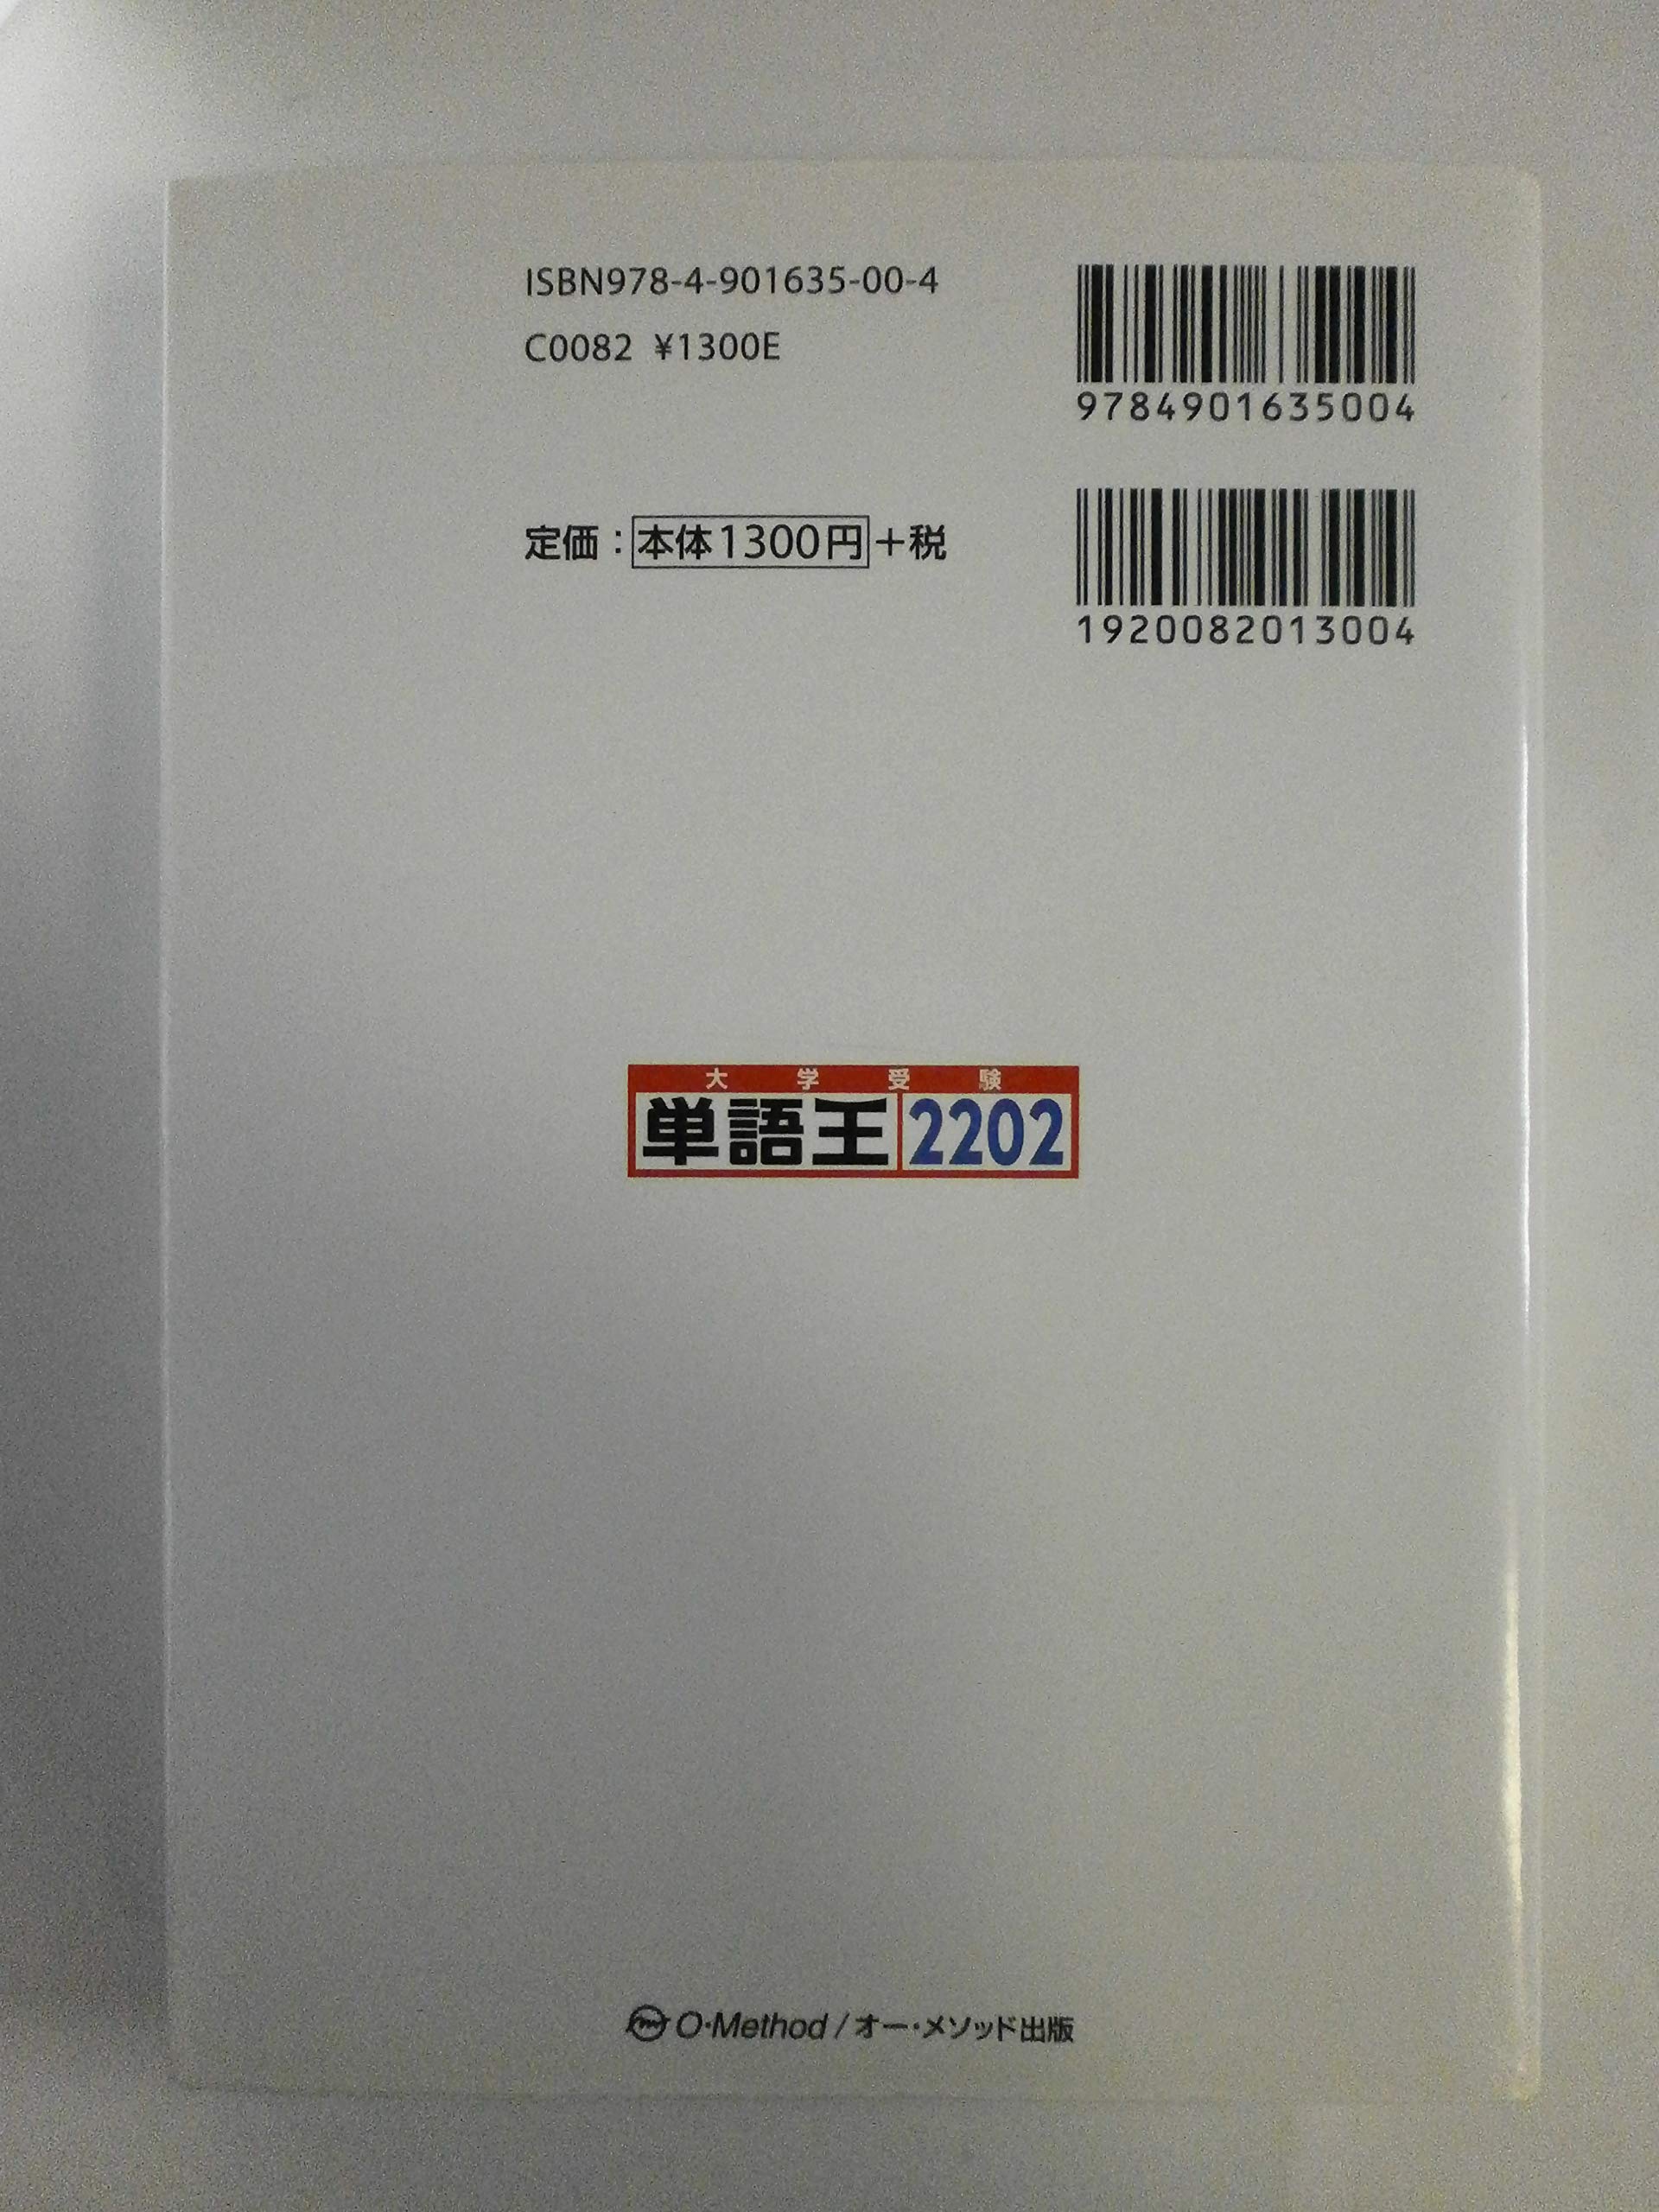 ISBN978-4-901635-00-4
C0082 ¥1300E
9784901635004
定価：本体1300円＋税
1920082013004
大学受験
単語王2202
O・Method / オー・メソッド出版